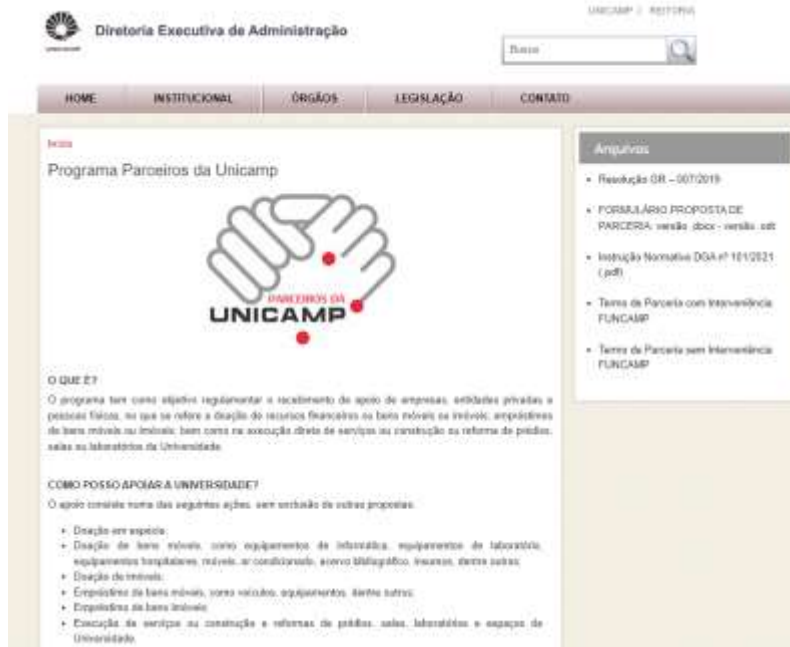 UNICAMP
REITORIA
Diretoria Executiva de Administração
Busca
HOME INSTITUCIONAL ÓRGÃOS LEGISLAÇÃO CONTATO
Início
Programa Parceiros da Unicamp
PARCEIROS DA
UNICAMP
O QUE É?
O programa tem como objetivo regulamentar o recebimento de apoio de empresas, entidades privadas e
pessoas físicas, no que se refere a doação de recursos financeiros ou bens móveis ou imóveis; empréstimos
de bens móveis ou imóveis; bem como na execução direta de serviços ou construção ou reforma de prédios,
salas ou laboratórios da Universidade.
COMO POSSO APOIAR A UNIVERSIDADE?
O apoio consiste numa das seguintes ações, sem exclusão de outras propostas:
Doação em espécie;
Doação de bens móveis, como equipamentos de informática, equipamentos de laboratório,
equipamentos hospitalares, móveis, ar condicionado, acervo bibliográfico, insumos, dentre outros;
Doação de imóveis;
Empréstimo de bens móveis, como veículos, equipamentos, dentre outros;
Empréstimo de bens imóveis;
Execução de serviços ou construção e reformas de prédios, salas, laboratórios e espaços da
Universidade.
Arquivos
Resolução GR – 007/2019
FORMULÁRIO PROPOSTA DE
PARCERIA: versão .docx - versão .odt
Instrução Normativa DGA nº 101/2021
(.pdf)
Termo de Parceria com Interveniência
FUNCAMP
Termo de Parceria sem Interveniência
FUNCAMP